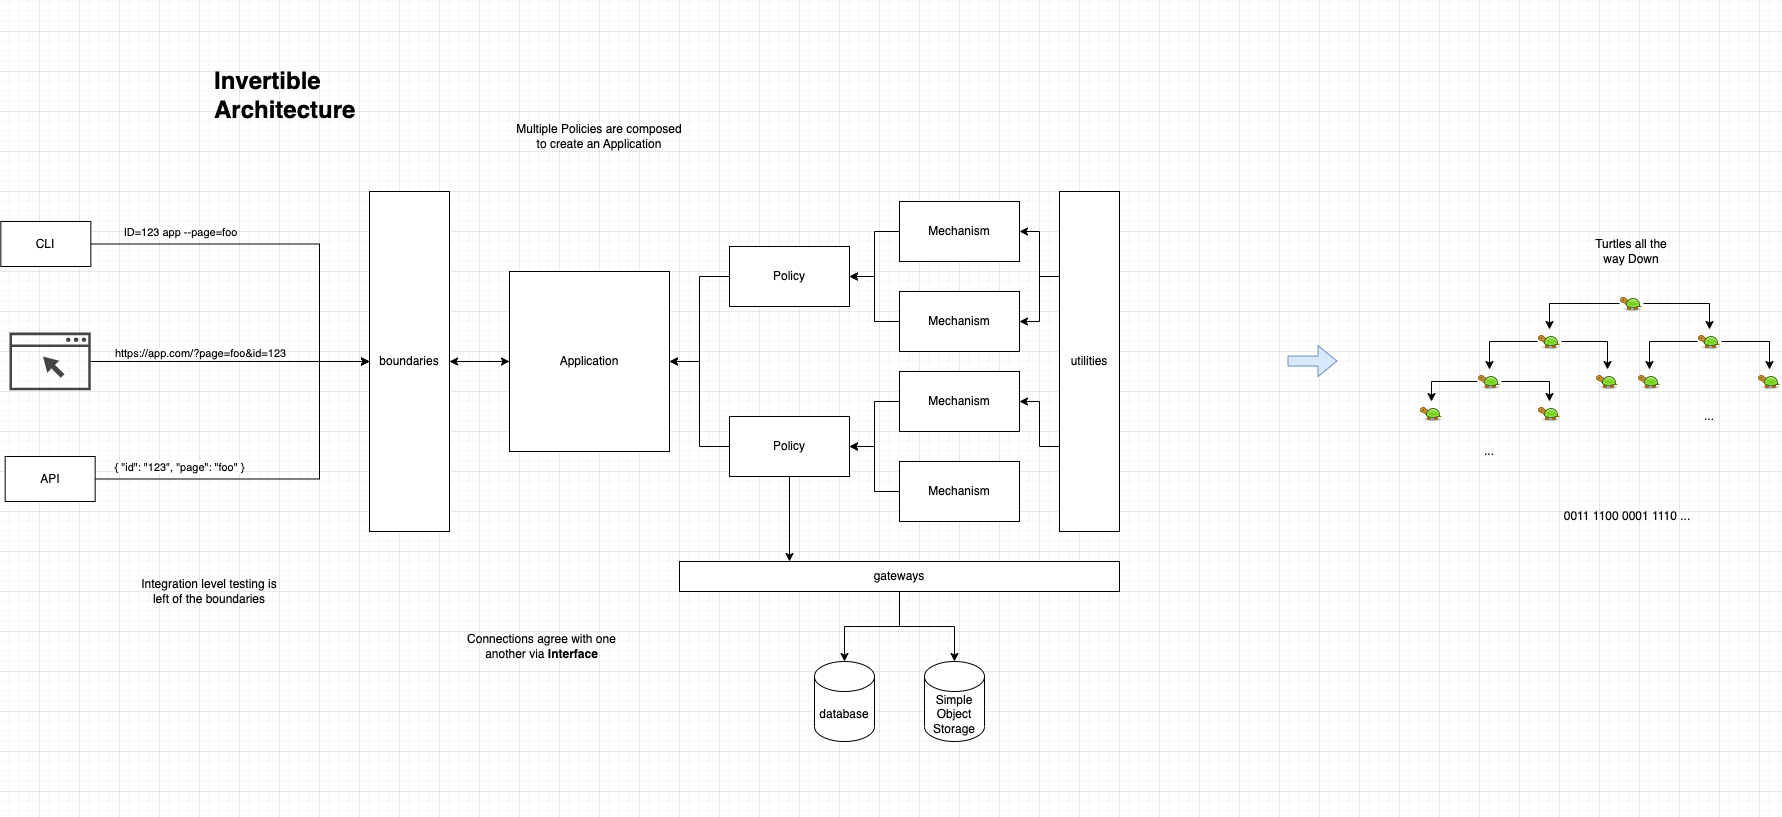 Invertible
Architecture
Multiple Policies are composed
to create an Application
CLI
ID=123 app --page=foo
https://app.com/?page=foo&id=123
API
{ "id": "123", "page": "foo" }
boundaries
Application
Policy
Policy
Mechanism
Mechanism
Mechanism
Mechanism
utilities
gateways
database
Simple
Object
Storage
Integration level testing is
left of the boundaries
Connections agree with one
another via Interface
Turtles all the
way Down
...
...
0011 1100 0001 1110 ...